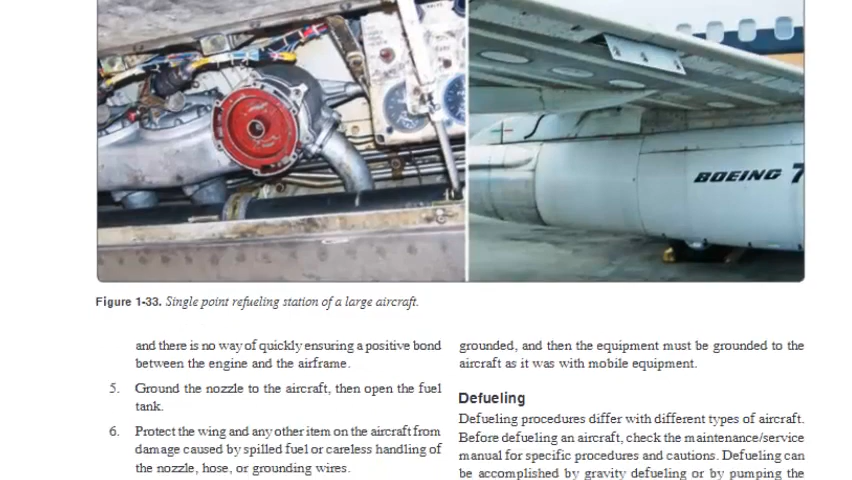 BOEING 7
Figure 1-33. Single point refueling station of a large aircraft.
and there is no way of quickly ensuring a positive bond
between the engine and the airframe.
5. Ground the nozzle to the aircraft, then open the fuel
tank.
6. Protect the wing and any other item on the aircraft from
damage caused by spilled fuel or careless handling of
the nozzle, hose, or grounding wires.
grounded, and then the equipment must be grounded to the
aircraft as it was with mobile equipment.
Defueling
Defueling procedures differ with different types of aircraft.
Before defueling an aircraft, check the maintenance/service
manual for specific procedures and cautions. Defueling can
be accomplished by gravity defueling or by pumping the